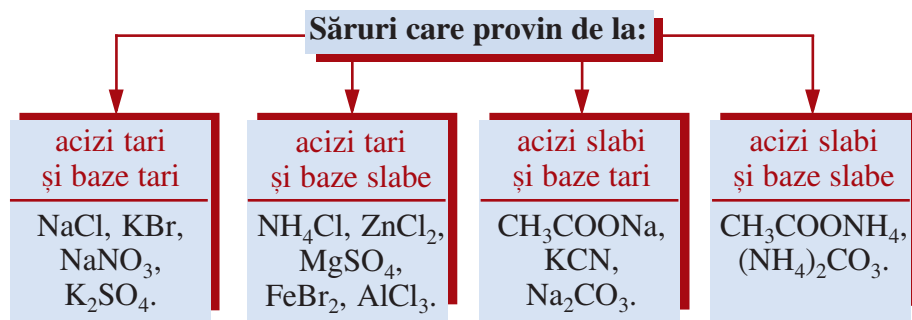 Săruri care provin de la:
acizi tari
și baze tari
NaCl, KBr,
NaNO₃,
K₂SO₄.
acizi tari
și baze slabe
NH₄Cl, ZnCl₂,
MgSO₄,
FeBr₂, AlCl₃.
acizi slabi
și baze tari
CH₃COONa,
KCN,
Na₂CO₃.
acizi slabi
și baze slabe
CH₃COONH₄,
(NH₄)₂CO₃.